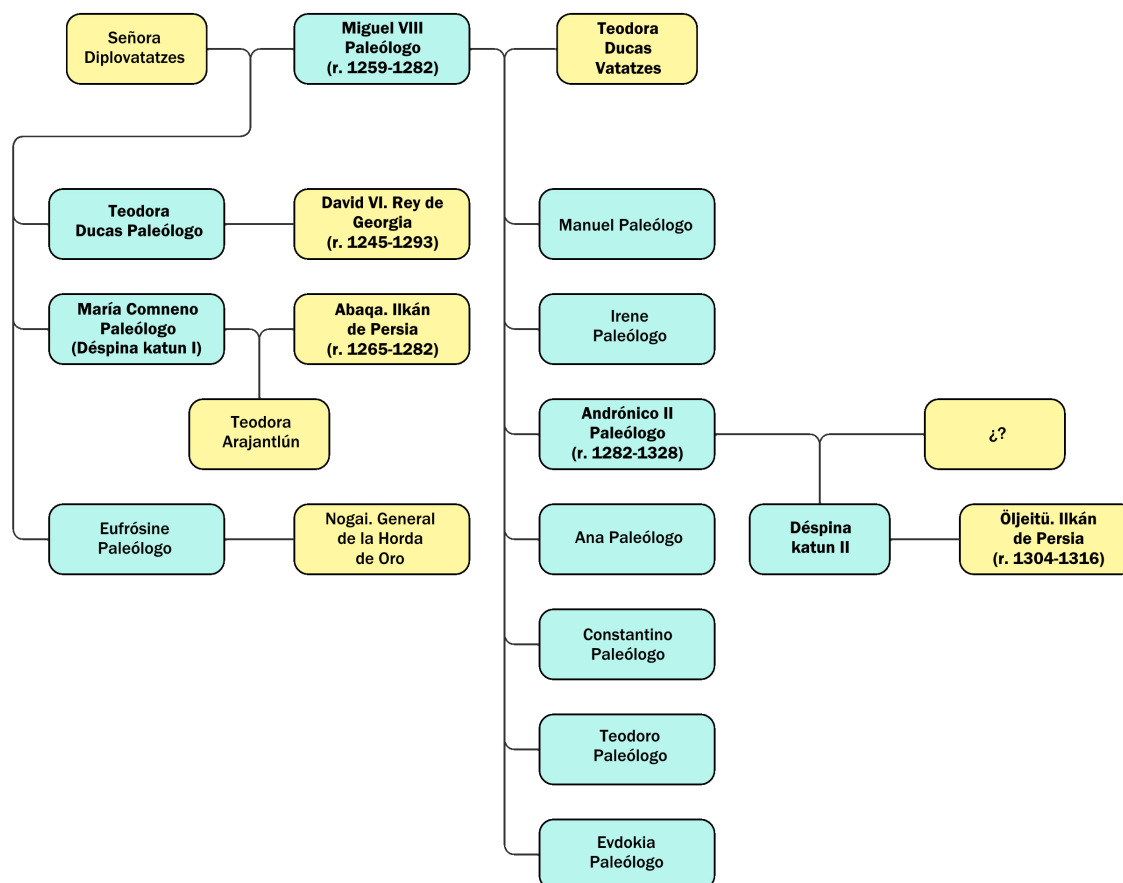 Señora
Diplovatatzes
Miguel VIII
Paleólogo
(r. 1259-1282)
Teodora
Ducas
Vatatzes
Teodora
Ducas Paleólogo
David VI. Rey de
Georgia
(r. 1245-1293)
Manuel Paleólogo
María Comneno
Paleólogo
(Déspina katun I)
Abaqa. Ilkán
de Persia
(r. 1265-1282)
Irene
Paleólogo
Teodora
Arajantlún
Andrónico II
Paleólogo
(r. 1282-1328)
¿?
Eufrósine
Paleólogo
Nogai. General
de la Horda
de Oro
Ana Paleólogo
Déspina
katun II
Öljeitü. Ilkán
de Persia
(r. 1304-1316)
Constantino
Paleólogo
Teodoro
Paleólogo
Evdokia
Paleólogo